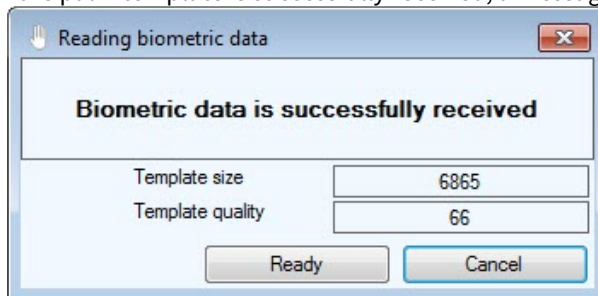 Reading biometric data
Biometric data is successfully received
Template size 6865
Template quality 66
Ready Cancel